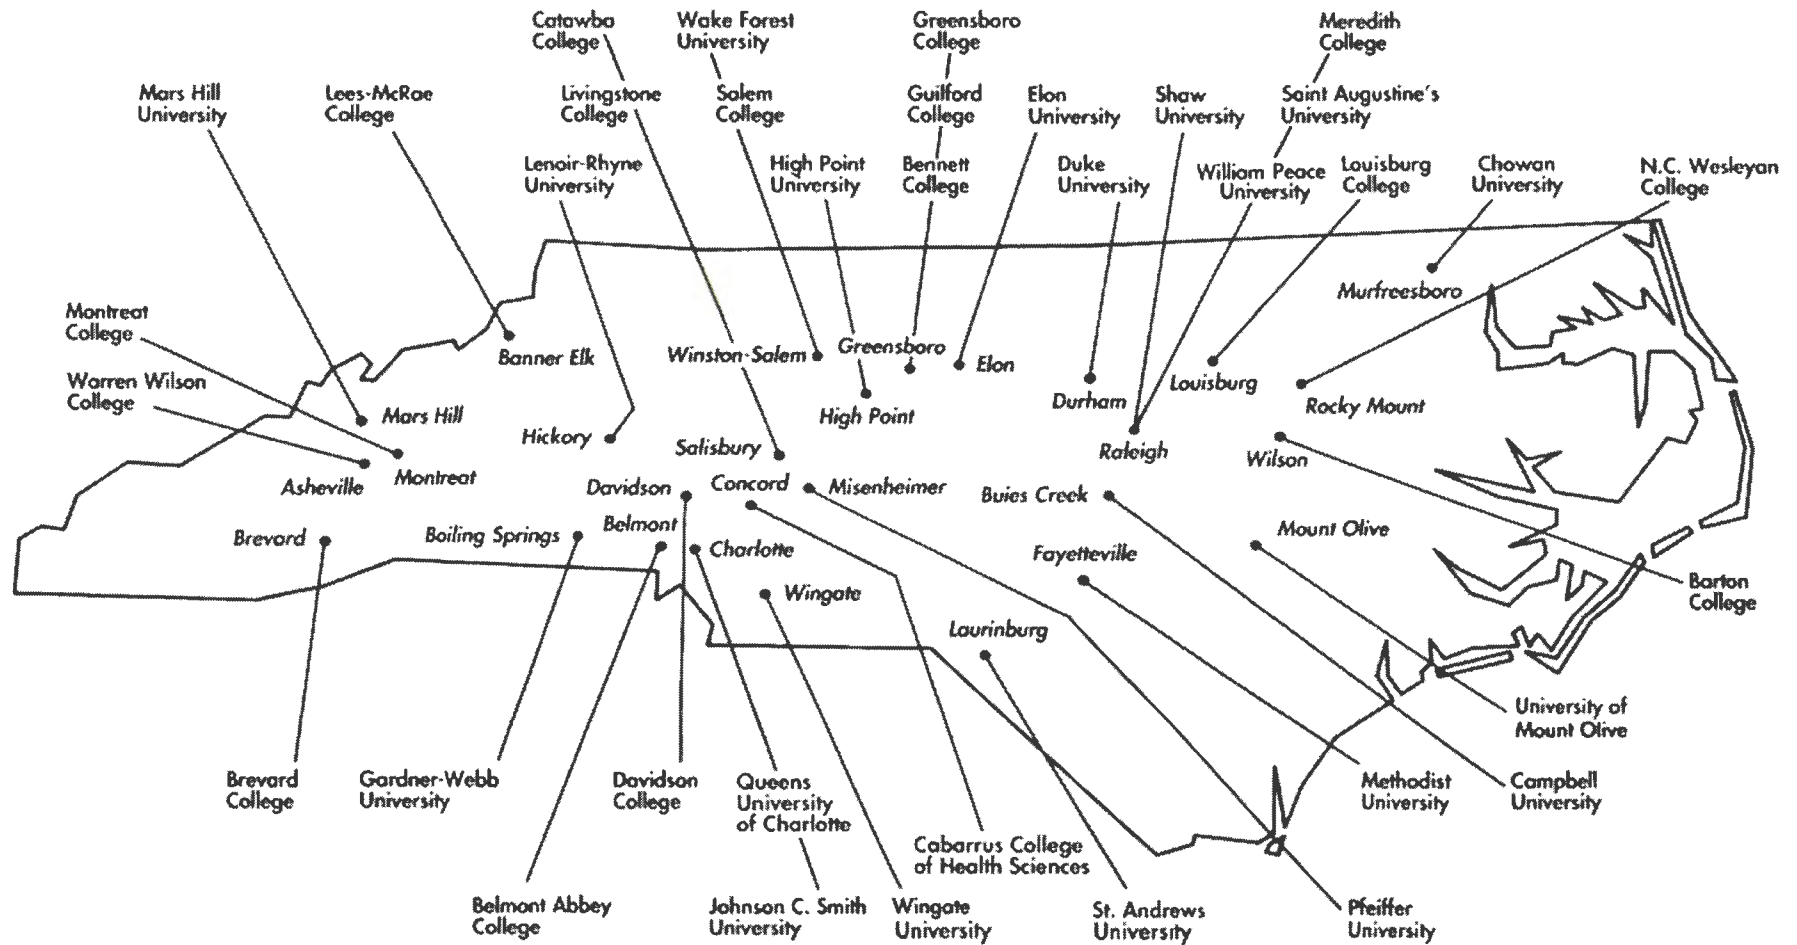 Catawba
College
Wake Forest
University
Greensboro
College
Meredith
College
Mars Hill
University
Lees-McRae
College
Livingstone
College
Salem
College
Guilford
College
Elon
University
Shaw
University
Saint Augustine's
University
Lenoir-Rhyne
University
High Point
University
Bennett
College
Duke
University
William Peace
University
Louisburg
College
Chowan
University
N.C. Wesleyan
College
Murfreesboro
Montreat
College
Banner Elk
Winston-Salem
Greensboro
Elon
Louisburg
Warren Wilson
College
Mars Hill
High Point
Durham
Rocky Mount
Hickory
Salisbury
Raleigh
Wilson
Asheville
Montreat
Davidson
Concord
Misenheimer
Buies Creek
Brevard
Boiling Springs
Belmont
Charlotte
Fayetteville
Mount Olive
Wingate
Barton
College
Laurinburg
University of
Mount Olive
Brevard
College
Gardner-Webb
University
Davidson
College
Queens
University
of Charlotte
Methodist
University
Campbell
University
Cabarrus College
of Health Sciences
Belmont Abbey
College
Johnson C. Smith
University
Wingate
University
St. Andrews
University
Pfeiffer
University